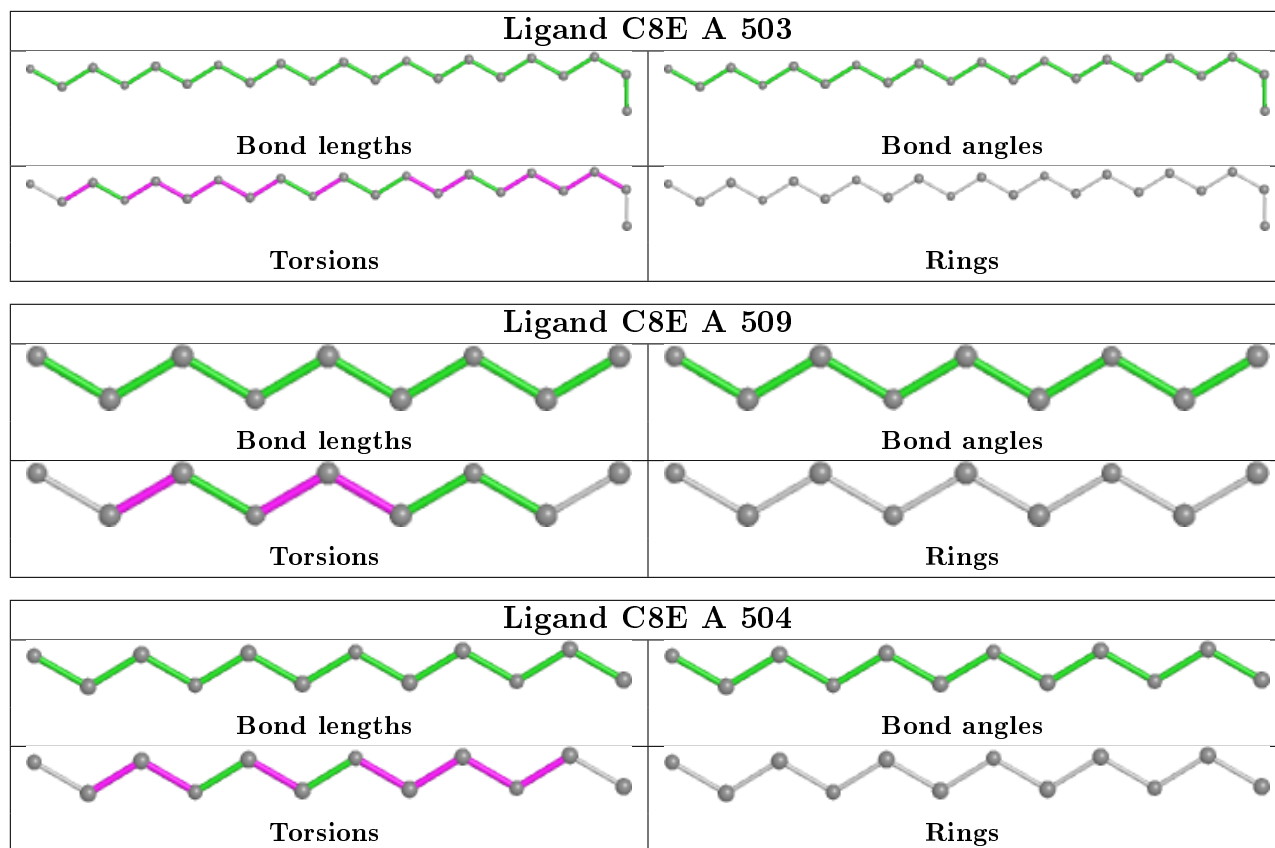 Ligand C8E A 503
Bond lengths
Bond angles
Torsions
Rings
Ligand C8E A 509
Bond lengths
Bond angles
Torsions
Rings
Ligand C8E A 504
Bond lengths
Bond angles
Torsions
Rings